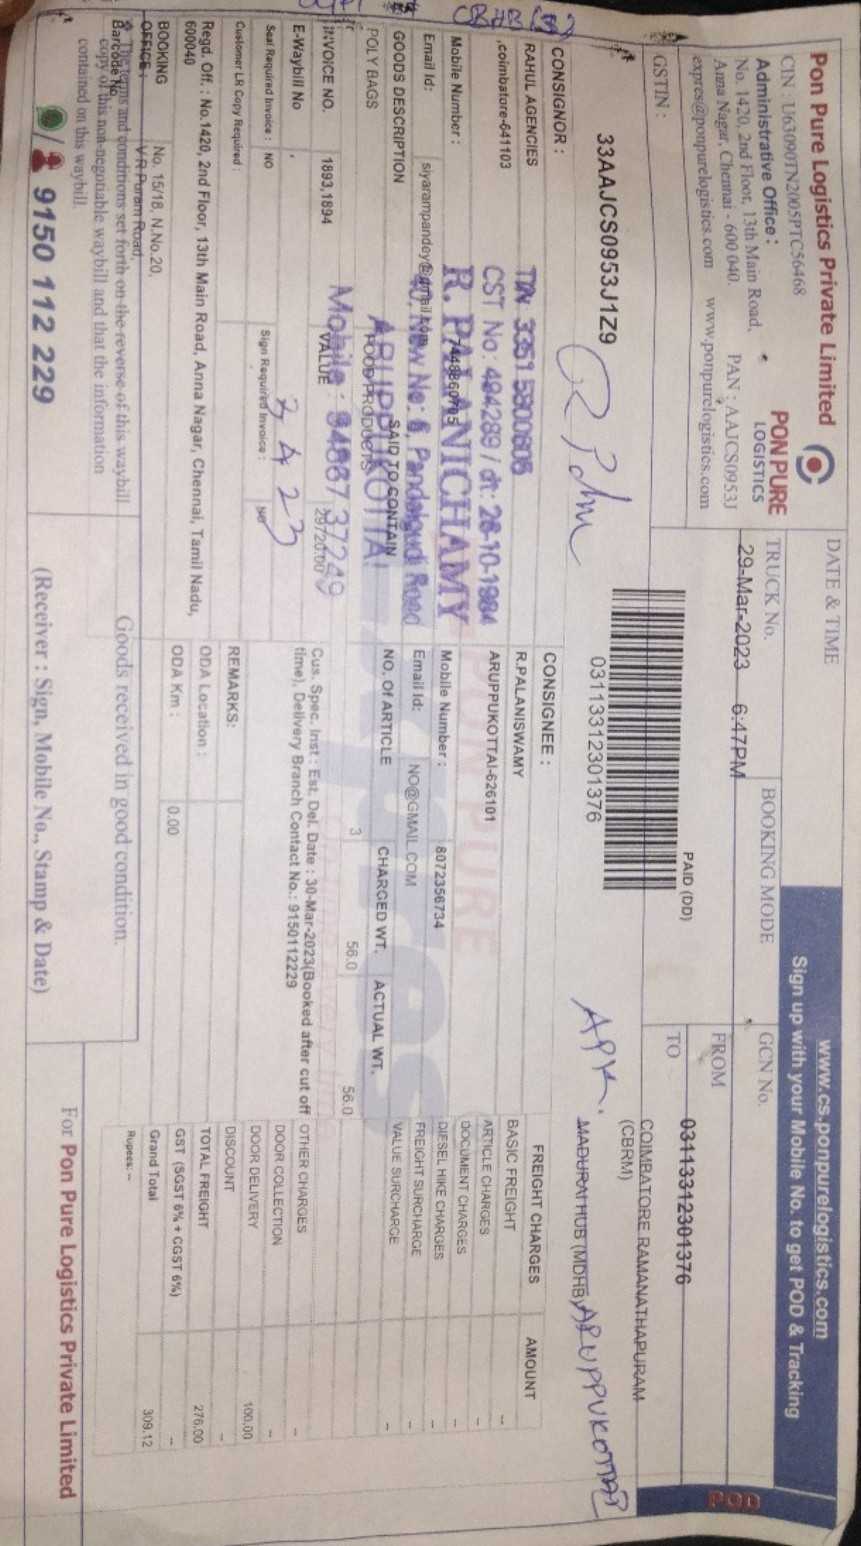 Pon Pure Logistics Private Limited
CIN : U63090TN2005PTC56468
Administrative Office :
No. 1420, 2nd Floor, 13th Main Road,
Anna Nagar, Chennai - 600 040. PAN : AAJCS0953J
expres@ponpurelogistics.com www.ponpurelogistics.com
PON PURE
LOGISTICS
DATE & TIME
TRUCK No.
29-Mar-2023 6:47PM
BOOKING MODE
PAID (DD)
www.cs.ponpurelogistics.com
Sign up with your Mobile No. to get POD & Tracking
GCN No.
03113312301376
FROM
COIMBATORE RAMANATHAPURAM
(CBRM)
TO
MADURAI HUB (MDHB)
ARUPPUKOTTAI
APK.
POD
GSTIN :
33AAJCS0953J1Z9
03113312301376
CONSIGNOR :
RAHUL AGENCIES
,coimbatore-641103
Mobile Number : 7448860705
Email Id: siyarampandey@gmail.com
TIN: 3351 5800806
CST No: 484289 / dt: 28-10-1984
R. PALANICHAMY
New No: 6, Pandalgudi Road
ARUPPUKOTTAI
Mobile : 94887 37249
CONSIGNEE :
R.PALANISWAMY
ARUPPUKOTTAI-626101
Mobile Number : 8072356734
Email Id: NO@GMAIL.COM
GOODS DESCRIPTION
SAID TO CONTAIN
NO. Of ARTICLE
CHARGED WT.
ACTUAL WT.
POLY BAGS
FOOD PRODUCTS
3
56.0
56.0
INVOICE NO. 1893,1894
VALUE 29720.00
E-Waybill No ,
Seal Required Invoice : NO
Sign Required Invoice : NO
Customer LR Copy Required :
Cus. Spec. Inst : Est. Del. Date : 30-Mar-2023(Booked after cut off
time), Delivery Branch Contact No.: 9150112229
REMARKS:
ODA Location :
ODA Km : 0.00
FREIGHT CHARGES AMOUNT
BASIC FREIGHT --
ARTICLE CHARGES --
DOCUMENT CHARGES --
DIESEL HIKE CHARGES --
FREIGHT SURCHARGE --
VALUE SURCHARGE --
OTHER CHARGES --
DOOR COLLECTION --
DOOR DELIVERY 100.00
DISCOUNT --
TOTAL FREIGHT 276.00
GST (SGST 6% + CGST 6%) --
Grand Total 309.12
Rupees: --
Regd. Off. : No.1420, 2nd Floor, 13th Main Road, Anna Nagar, Chennai, Tamil Nadu,
600040
BOOKING OFFICE :
No. 15/18, N.No.20,
V R Puram Road,
Barcode No
The terms and conditions set forth on the reverse of this waybill
copy of this non-negotiable waybill and that the information
contained on this waybill.
9150 112 229
Goods received in good condition.
(Receiver : Sign, Mobile No., Stamp & Date)
For Pon Pure Logistics Private Limited